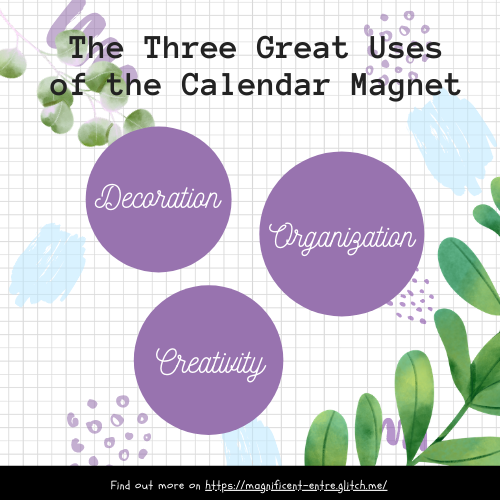 The Three Great Uses
of the Calendar Magnet
Decoration
Organization
Creativity
Find out more on https://magnificent-entre.glitch.me/